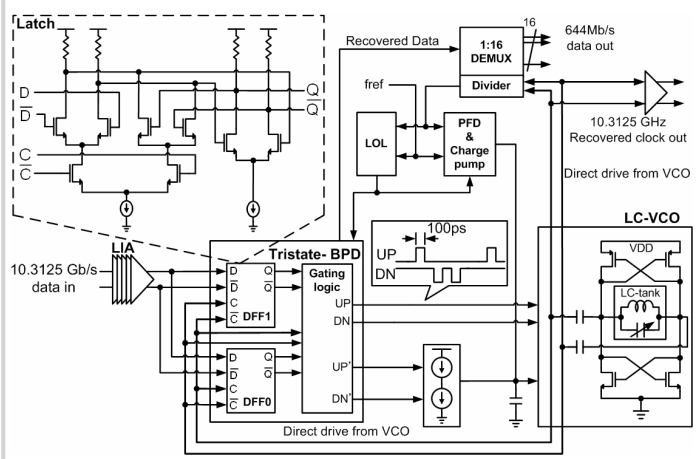 Latch
D
D
C
C
Q
Q
Recovered Data
16
1:16
DEMUX
Divider
644Mb/s
data out
fref
LOL
PFD
&
Charge
pump
10.3125 GHz
Recovered clock out
Direct drive from VCO
100ps
UP
DN
LC-VCO
VDD
LC-tank
LIA
10.3125 Gb/s
data in
Tristate- BPD
D Q
D Q
C
C DFF1
D Q
D Q
C
C DFF0
Gating
logic
UP
DN
UP'
DN'
Direct drive from VCO